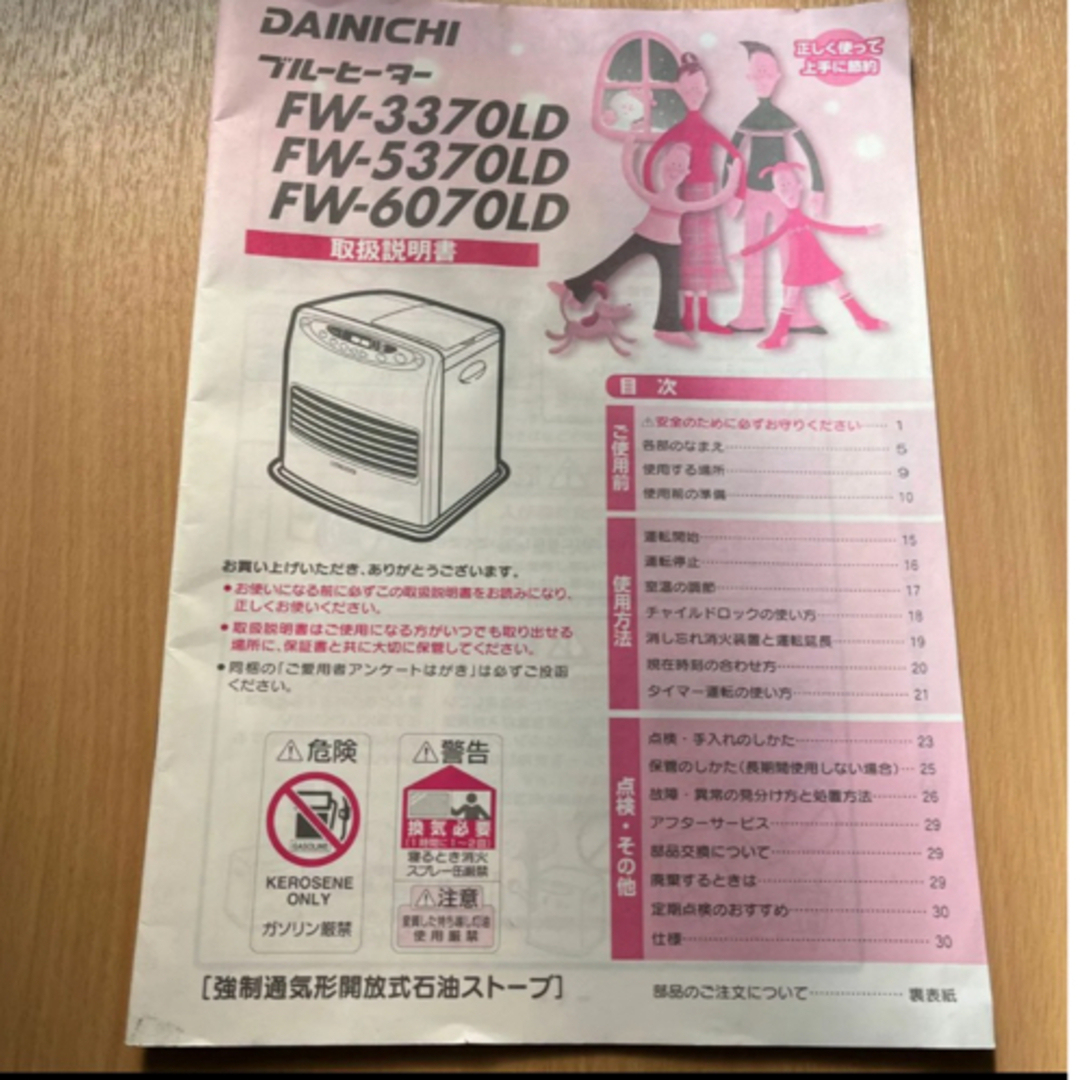 DAINICHI
ブルーヒーター
FW-3370LD
FW-5370LD
FW-6070LD
取扱説明書
正しく使って
上手に節約
お買い上げいただき、ありがとうございます。
●お使いになる前に必ずこの取扱説明書をお読みになり、
正しくお使いください。
●取扱説明書はご使用になる方がいつでも取り出せる
場所に、保証書と共に大切に保管してください。
●同梱の「ご愛用者アンケートはがき」は必ずご投函
ください。
⚠危険
GASOLINE
KEROSENE
ONLY
ガソリン厳禁
⚠警告
換気必要
(1時間に1〜2回)
寝るとき消火
スプレー缶厳禁
⚠注意
変質した持ち越し灯油
使用厳禁
[強制通気形開放式石油ストーブ]
目 次
ご使用前
⚠安全のために必ずお守りください…… 1
各部のなまえ…… 5
使用する場所…… 9
使用前の準備…… 10
使用方法
運転開始…… 15
運転停止…… 16
室温の調節…… 17
チャイルドロックの使い方…… 18
消し忘れ消火装置と運転延長…… 19
現在時刻の合わせ方…… 20
タイマー運転の使い方…… 21
点検・その他
点検・手入れのしかた…… 23
保管のしかた(長期間使用しない場合)… 25
故障・異常の見分け方と処置方法…… 26
アフターサービス…… 29
部品交換について…… 29
廃棄するときは…… 29
定期点検のおすすめ…… 30
仕様…… 30
部品のご注文について…… 裏表紙